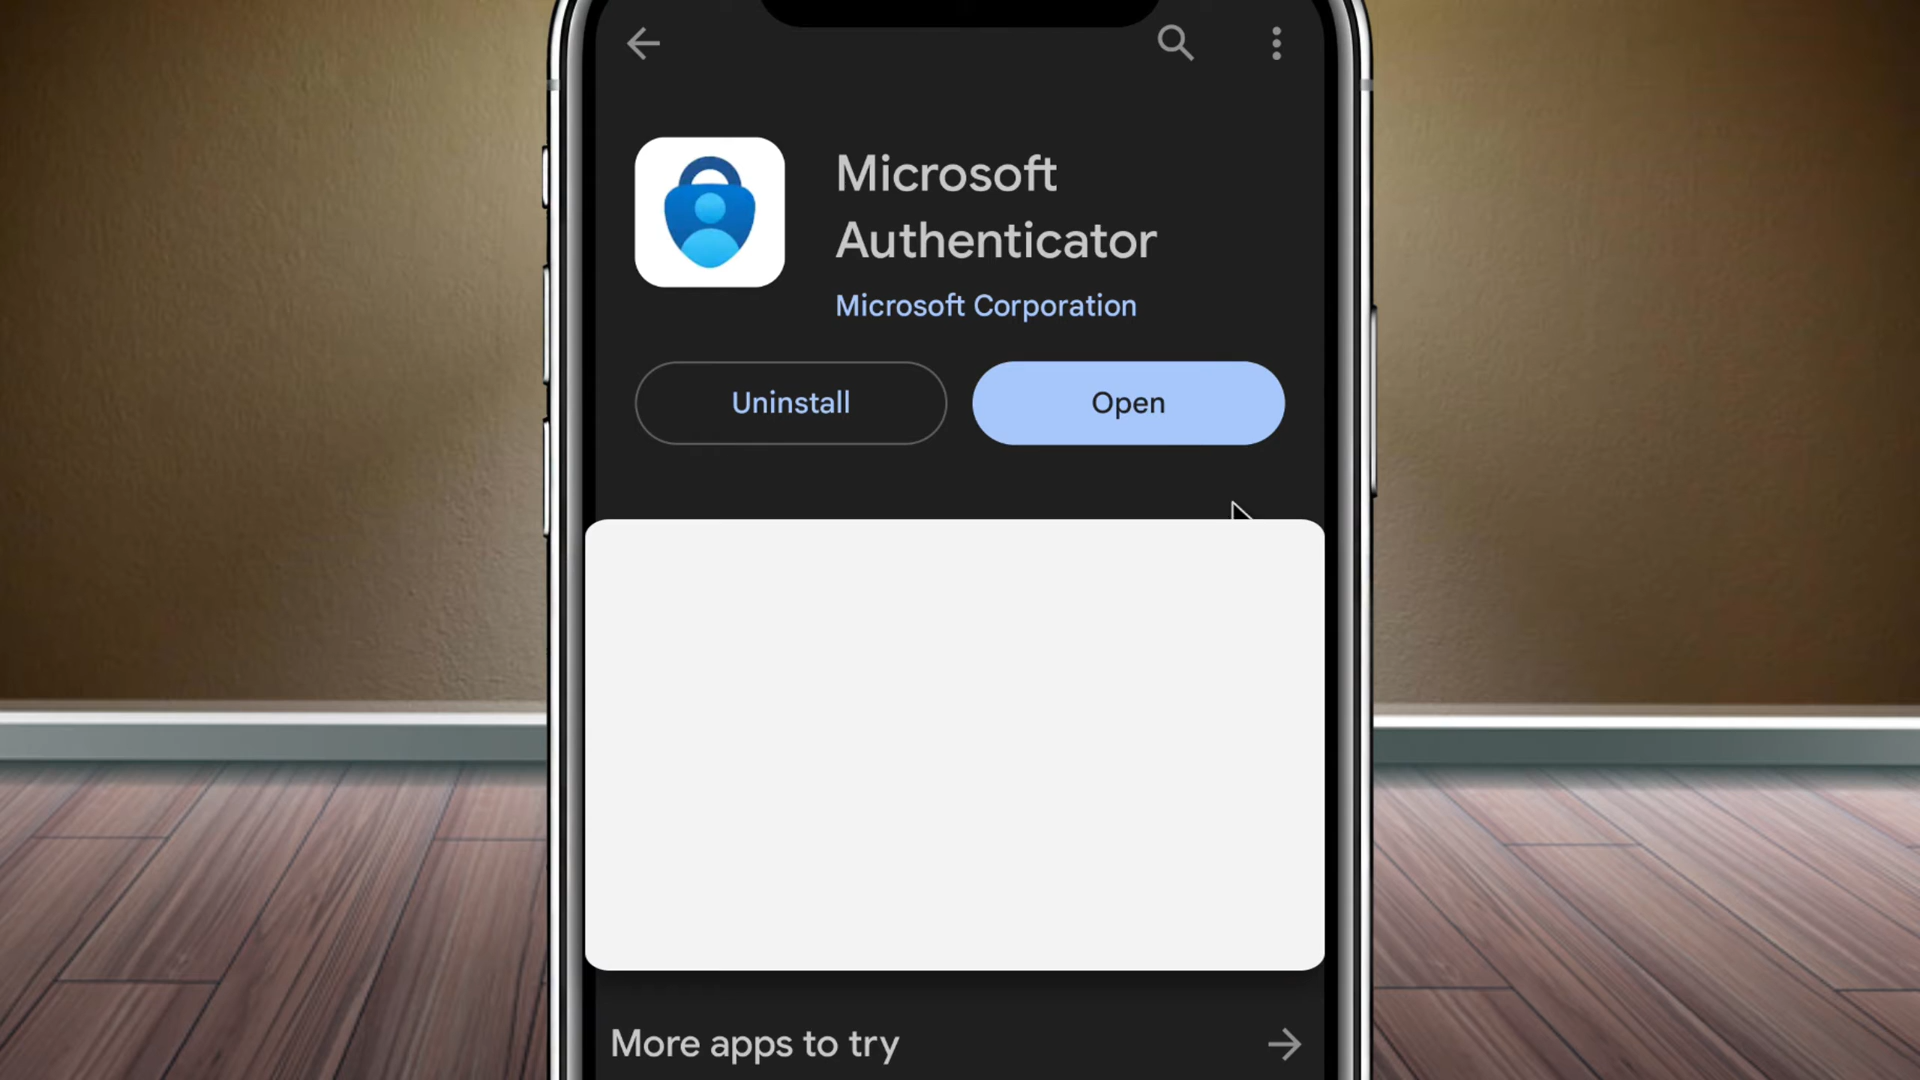 Microsoft
Authenticator
Microsoft Corporation
Uninstall
Open
More apps to try